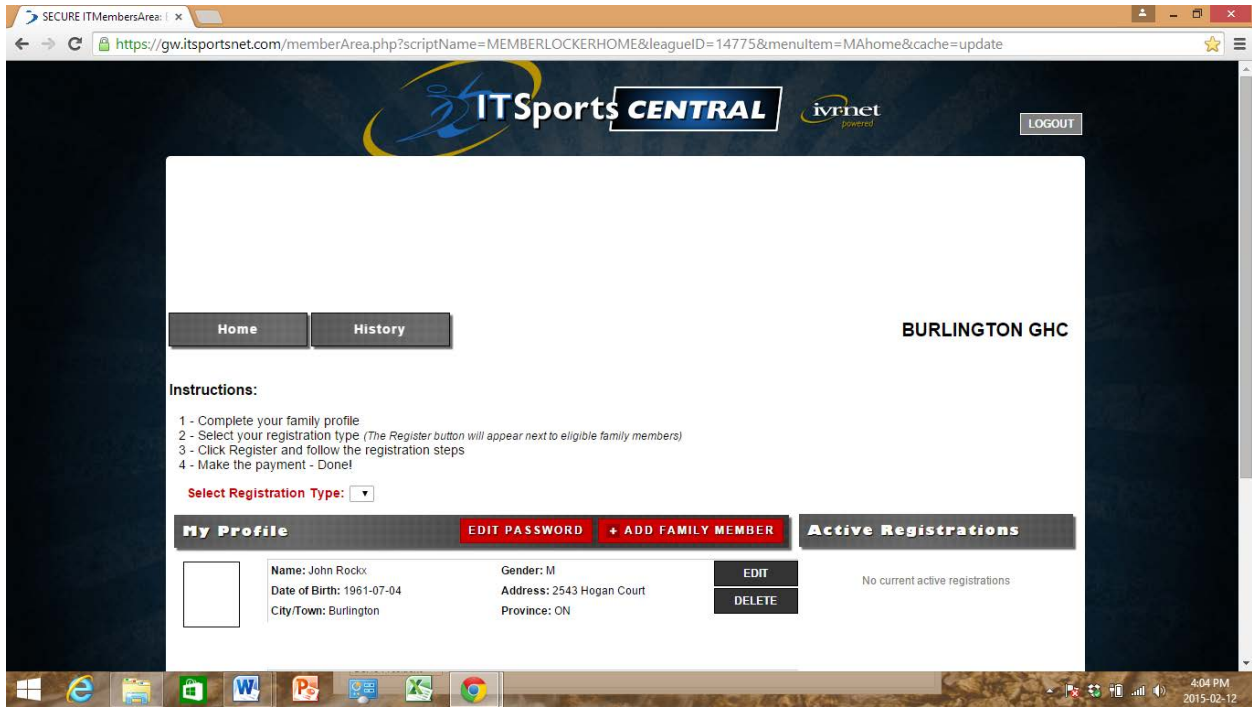 SECURE ITMembersArea:
https://gw.itsportsnet.com/memberArea.php?scriptName=MEMBERLOCKERHOME&leagueID=14775&menuItem=MAhome&cache=update
ITSports CENTRAL
ivrnet
powered
LOGOUT
Home History
BURLINGTON GHC
Instructions:
1 - Complete your family profile
2 - Select your registration type (The Register button will appear next to eligible family members)
3 - Click Register and follow the registration steps
4 - Make the payment - Done!
Select Registration Type:
My Profile EDIT PASSWORD + ADD FAMILY MEMBER Active Registrations
Name: John Rockx Gender: M EDIT
No current active registrations
Date of Birth: 1961-07-04 Address: 2543 Hogan Court DELETE
City/Town: Burlington Province: ON
4:04 PM
2015-02-12